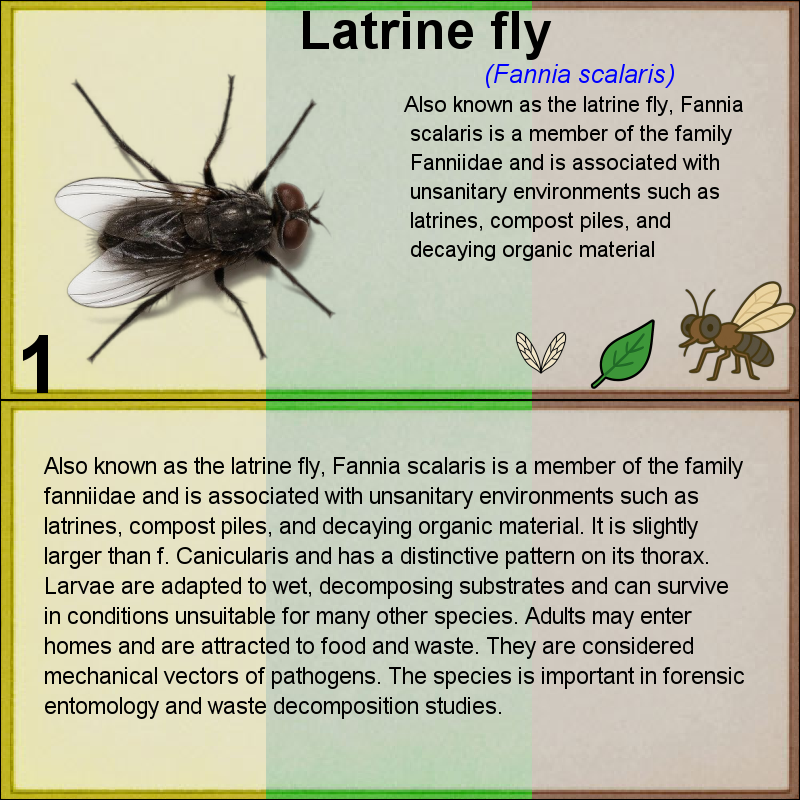 Latrine fly
(Fannia scalaris)
Also known as the latrine fly, Fannia
scalaris is a member of the family
Fanniidae and is associated with
unsanitary environments such as
latrines, compost piles, and
decaying organic material
1
Also known as the latrine fly, Fannia scalaris is a member of the family
fanniidae and is associated with unsanitary environments such as
latrines, compost piles, and decaying organic material. It is slightly
larger than f. Canicularis and has a distinctive pattern on its thorax.
Larvae are adapted to wet, decomposing substrates and can survive
in conditions unsuitable for many other species. Adults may enter
homes and are attracted to food and waste. They are considered
mechanical vectors of pathogens. The species is important in forensic
entomology and waste decomposition studies.